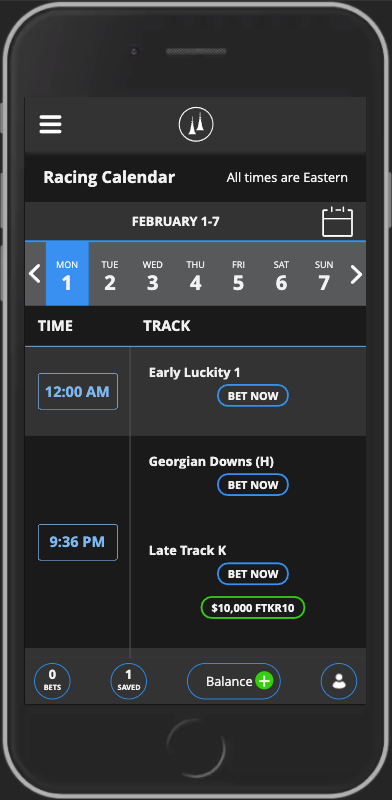 Racing Calendar
All times are Eastern
FEBRUARY 1-7
MON TUE WED THU FRI SAT SUN
1 2 3 4 5 6 7
TIME TRACK
12:00 AM
Early Luckity 1
BET NOW
9:36 PM
Georgian Downs (H)
BET NOW
Late Track K
BET NOW
$10,000 FTKR10
0
BETS
1
SAVED
Balance